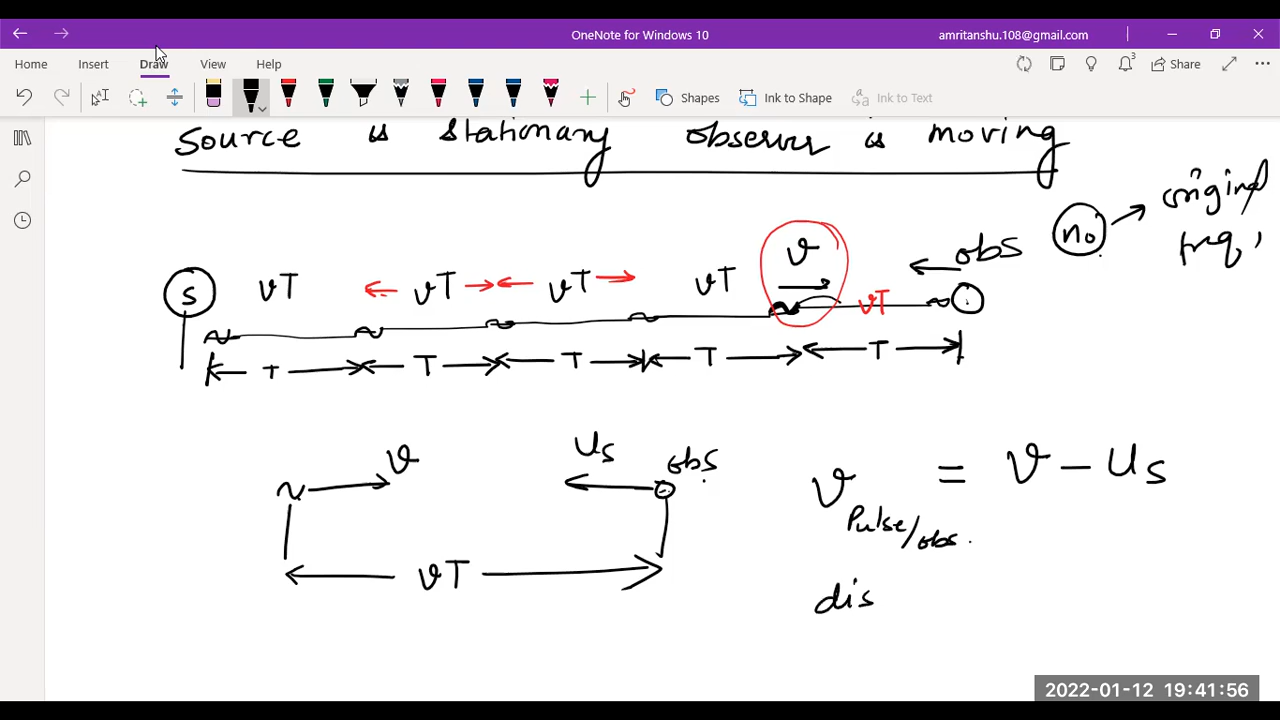 OneNote for Windows 10
amritanshu.108@gmail.com
Home Insert Draw View Help
Share
Shapes Ink to Shape Ink to Text
Source is stationary observer is moving
n₀ → original
freq'
S vT vT vT vT v obs
vT
T T T T T
v us obs
v Pulse/obs. = v - us
vT
dis
2022-01-12 19:41:56